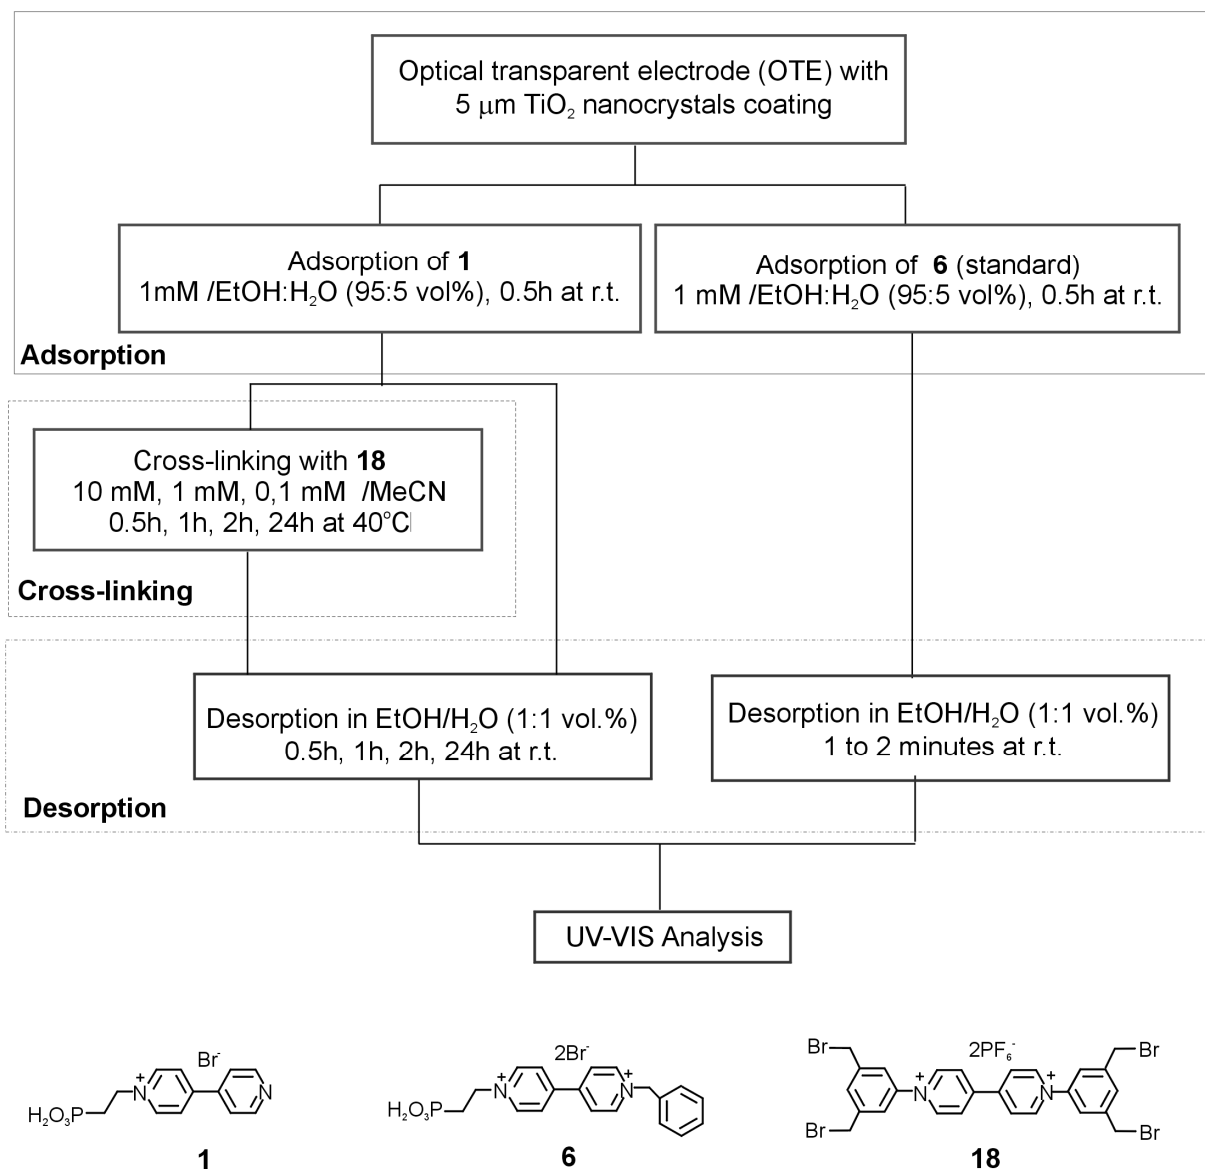 Optical transparent electrode (OTE) with
5 μm TiO₂ nanocrystals coating
Adsorption of 1
1mM /EtOH:H₂O (95:5 vol%), 0.5h at r.t.
Adsorption of 6 (standard)
1 mM /EtOH:H₂O (95:5 vol%), 0.5h at r.t.
Adsorption
Cross-linking with 18
10 mM, 1 mM, 0,1 mM /MeCN
0.5h, 1h, 2h, 24h at 40°C
Cross-linking
Desorption in EtOH/H₂O (1:1 vol.%)
0.5h, 1h, 2h, 24h at r.t.
Desorption in EtOH/H₂O (1:1 vol.%)
1 to 2 minutes at r.t.
Desorption
UV-VIS Analysis
Br⁻
H₂O₃P
N⁺
N
1
2Br⁻
H₂O₃P
N⁺
N⁺
6
2PF₆⁻
Br
Br
N⁺
N⁺
Br
Br
18